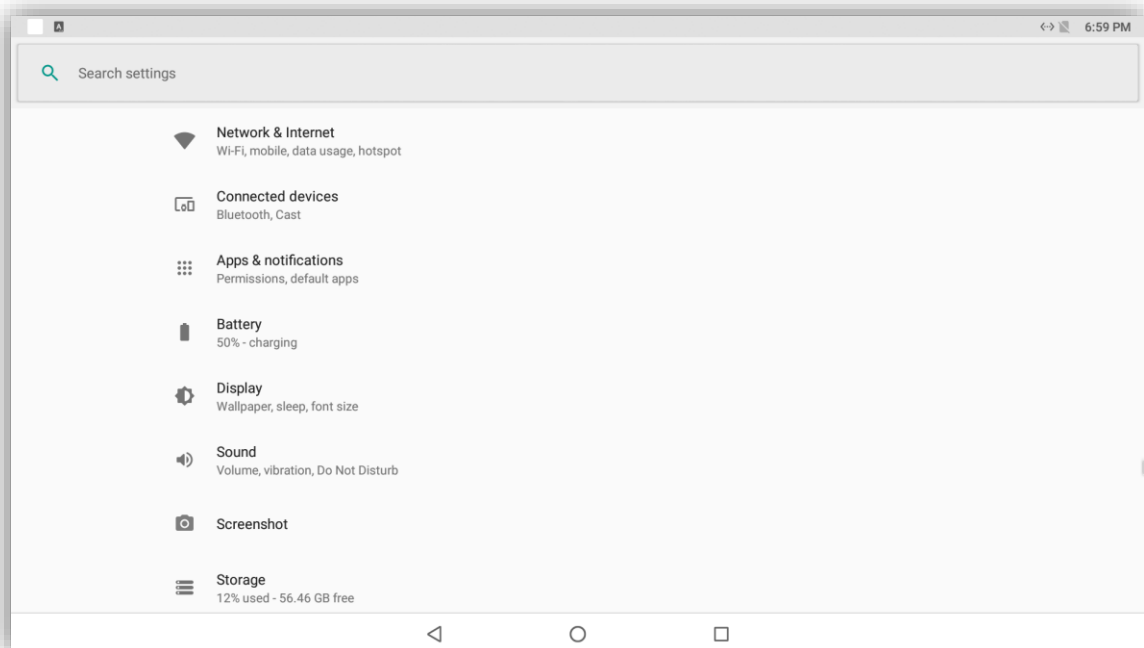 A
6:59 PM
Search settings
Network & Internet
Wi-Fi, mobile, data usage, hotspot
Connected devices
Bluetooth, Cast
Apps & notifications
Permissions, default apps
Battery
50% - charging
Display
Wallpaper, sleep, font size
Sound
Volume, vibration, Do Not Disturb
Screenshot
Storage
12% used - 56.46 GB free